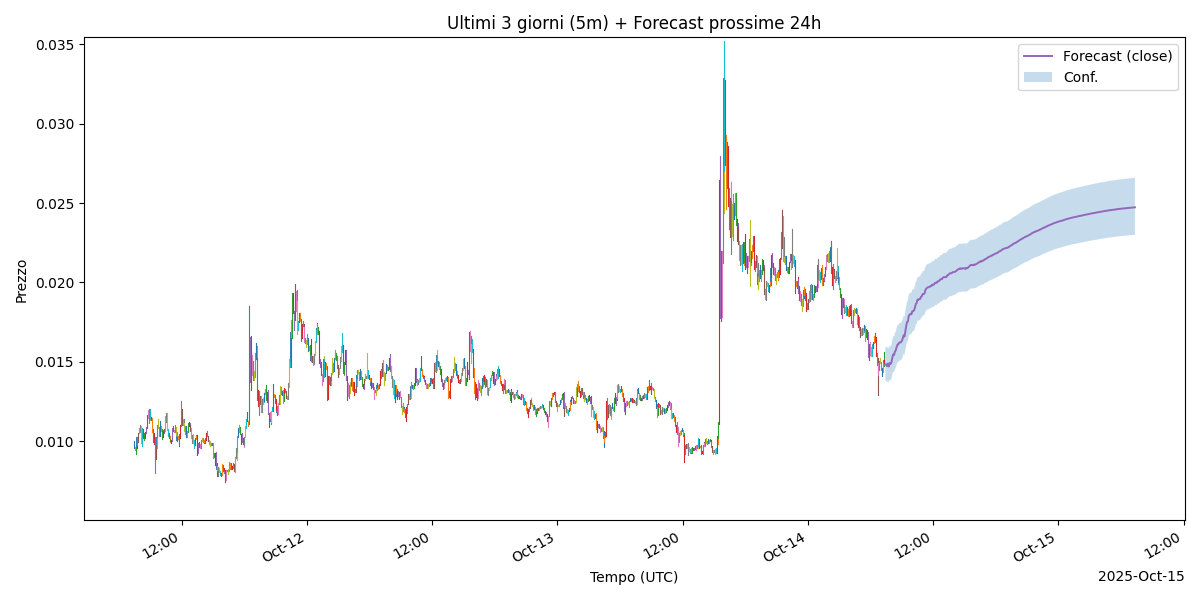 Ultimi 3 giorni (5m) + Forecast prossime 24h
Forecast (close)
Conf.
0.035
0.030
0.025
0.020
0.015
0.010
Prezzo
12:00
Oct-12
12:00
Oct-13
12:00
Oct-14
12:00
Oct-15
12:00
Tempo (UTC)
2025-Oct-15